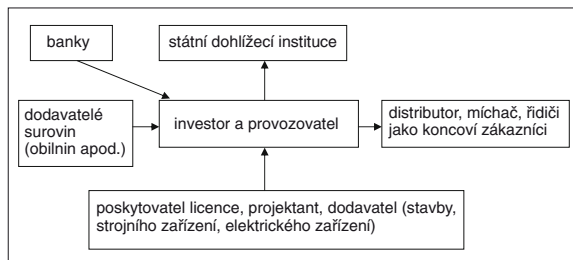 banky
státní dohlížecí instituce
dodavatelé
surovin
(obilnin apod.)
investor a provozovatel
distributor, míchač, řidiči
jako koncoví zákazníci
poskytovatel licence, projektant, dodavatel (stavby,
strojního zařízení, elektrického zařízení)